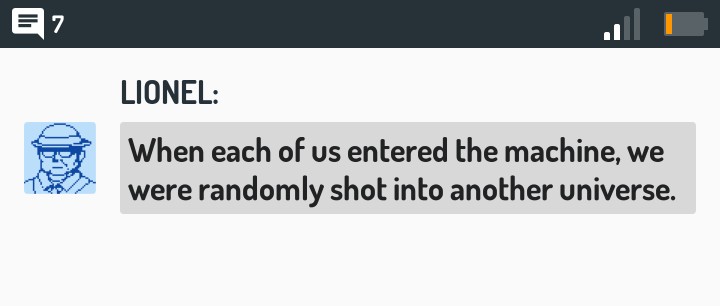 7
LIONEL:
When each of us entered the machine, we
were randomly shot into another universe.